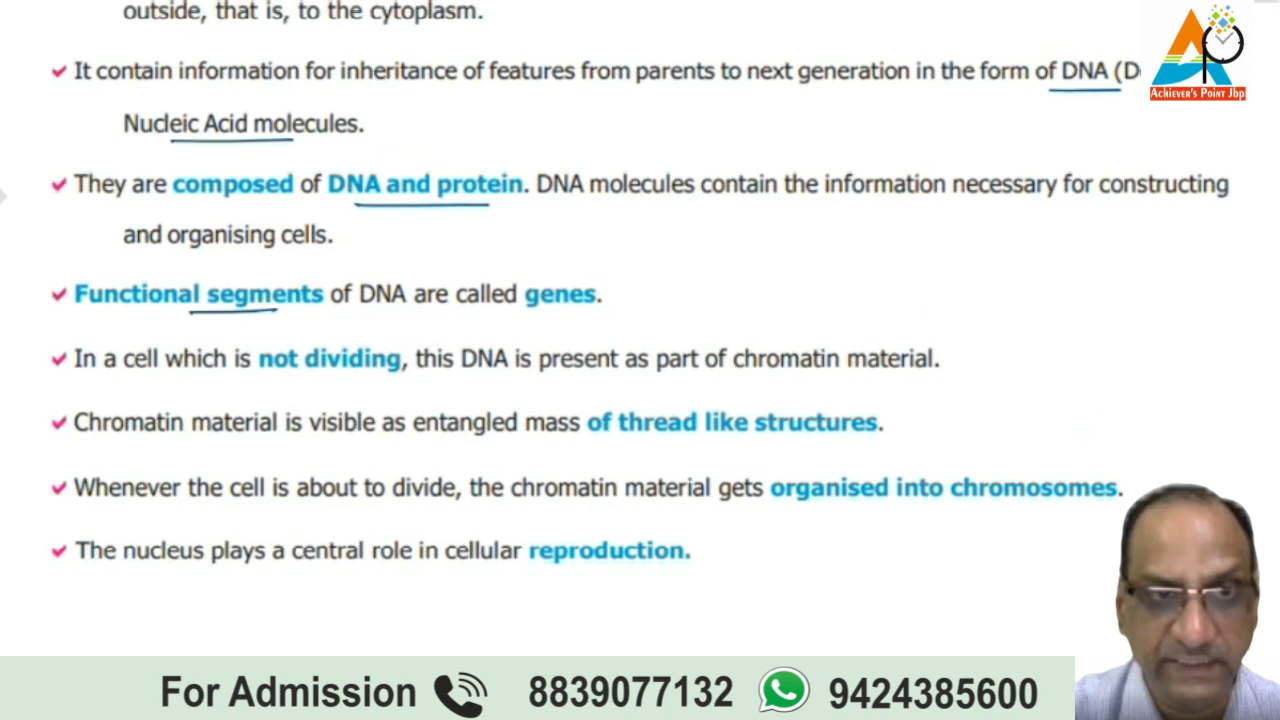 outside, that is, to the cytoplasm.
It contain information for inheritance of features from parents to next generation in the form of DNA (D
Nucleic Acid molecules.
They are composed of DNA and protein. DNA molecules contain the information necessary for constructing
and organising cells.
Functional segments of DNA are called genes.
In a cell which is not dividing, this DNA is present as part of chromatin material.
Chromatin material is visible as entangled mass of thread like structures.
Whenever the cell is about to divide, the chromatin material gets organised into chromosomes.
The nucleus plays a central role in cellular reproduction.
ACHIEVER'S POINT JBP
For Admission 8839077132 9424385600